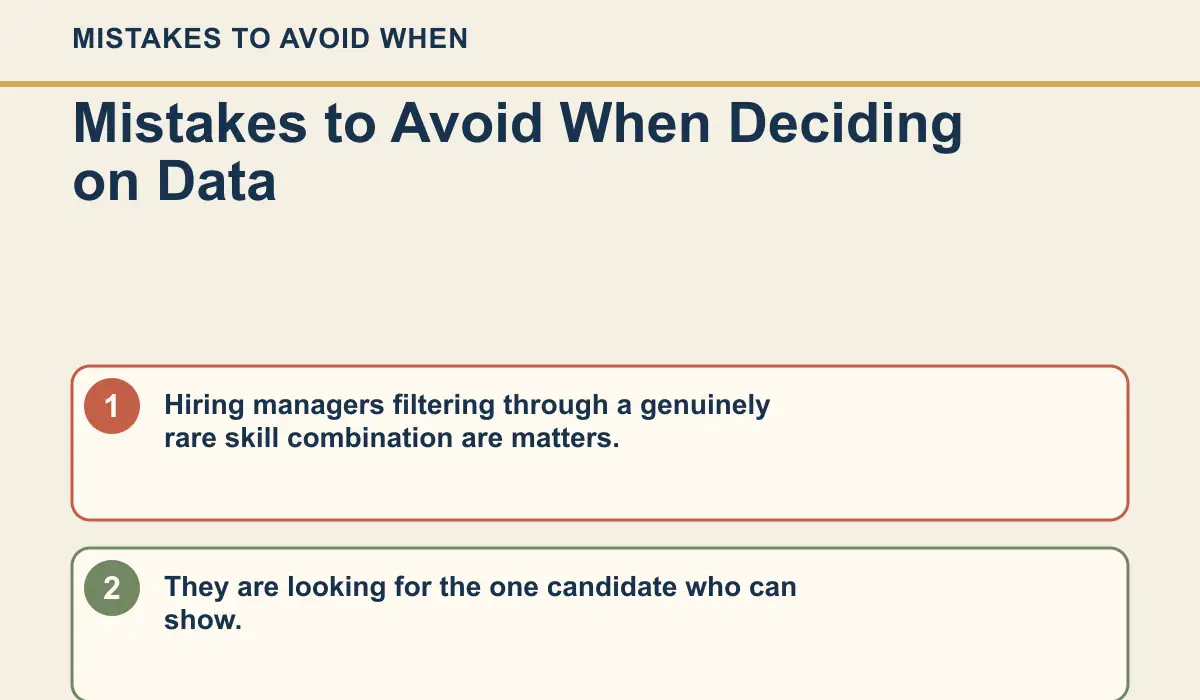 MISTAKES TO AVOID WHEN
Mistakes to Avoid When Deciding
on Data
1
Hiring managers filtering through a genuinely
rare skill combination are matters.
2
They are looking for the one candidate who can
show.